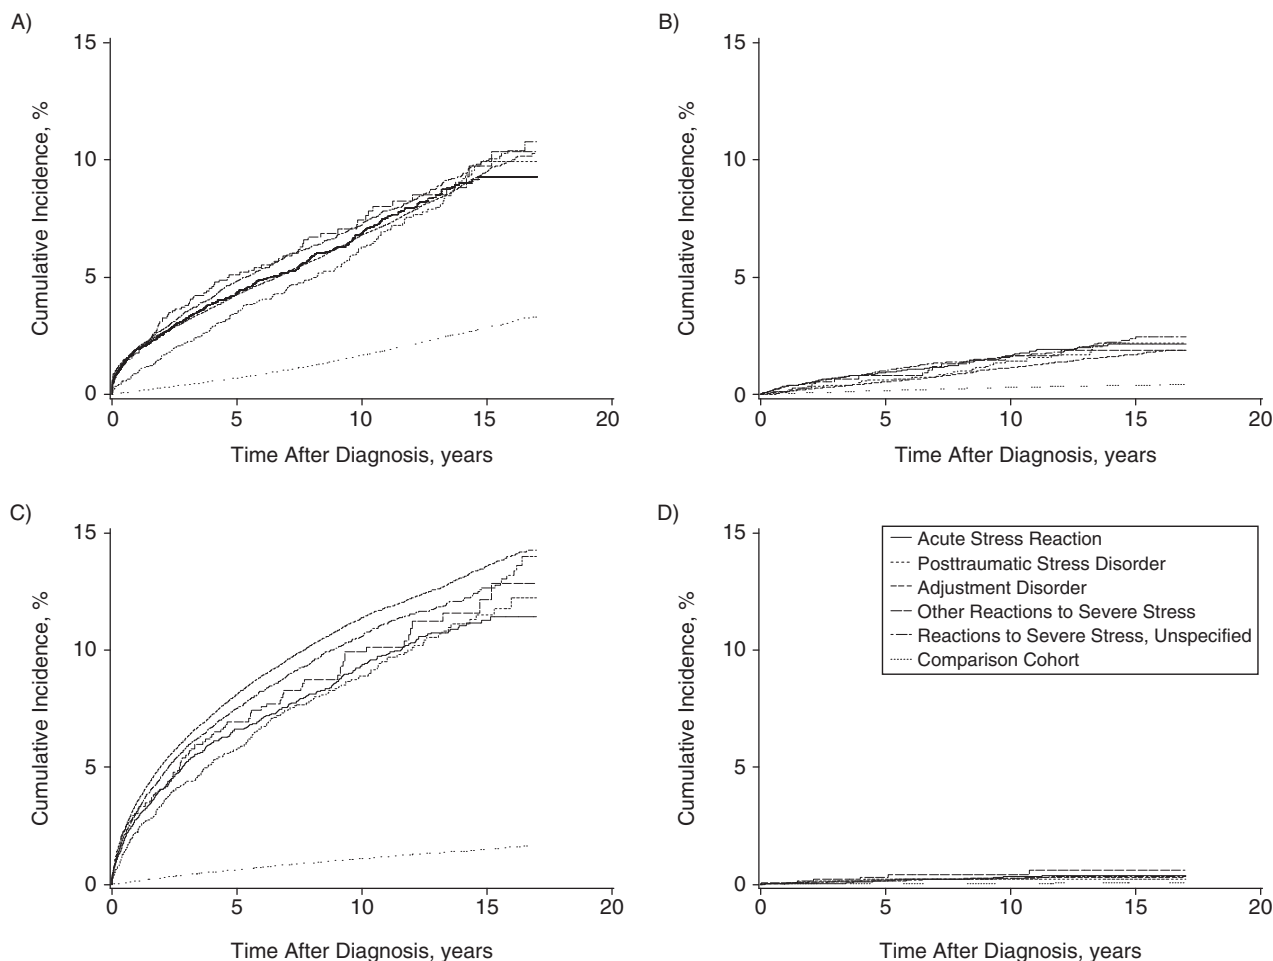 A)
15
10
5
0
Cumulative Incidence, %
0 5 10 15 20
Time After Diagnosis, years
B)
15
10
5
0
Cumulative Incidence, %
0 5 10 15 20
Time After Diagnosis, years
C)
15
10
5
0
Cumulative Incidence, %
0 5 10 15 20
Time After Diagnosis, years
D)
15
10
5
0
Cumulative Incidence, %
Acute Stress Reaction
Posttraumatic Stress Disorder
Adjustment Disorder
Other Reactions to Severe Stress
Reactions to Severe Stress, Unspecified
Comparison Cohort
0 5 10 15 20
Time After Diagnosis, years